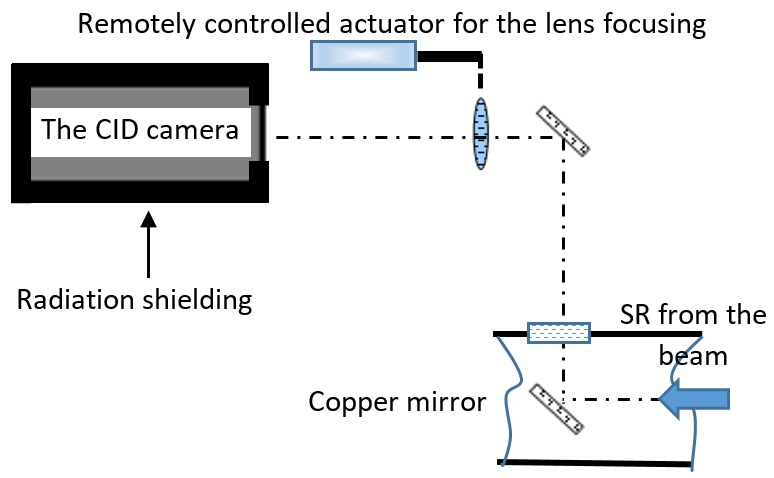 Remotely controlled actuator for the lens focusing
The CID camera
Radiation shielding
SR from the
beam
Copper mirror